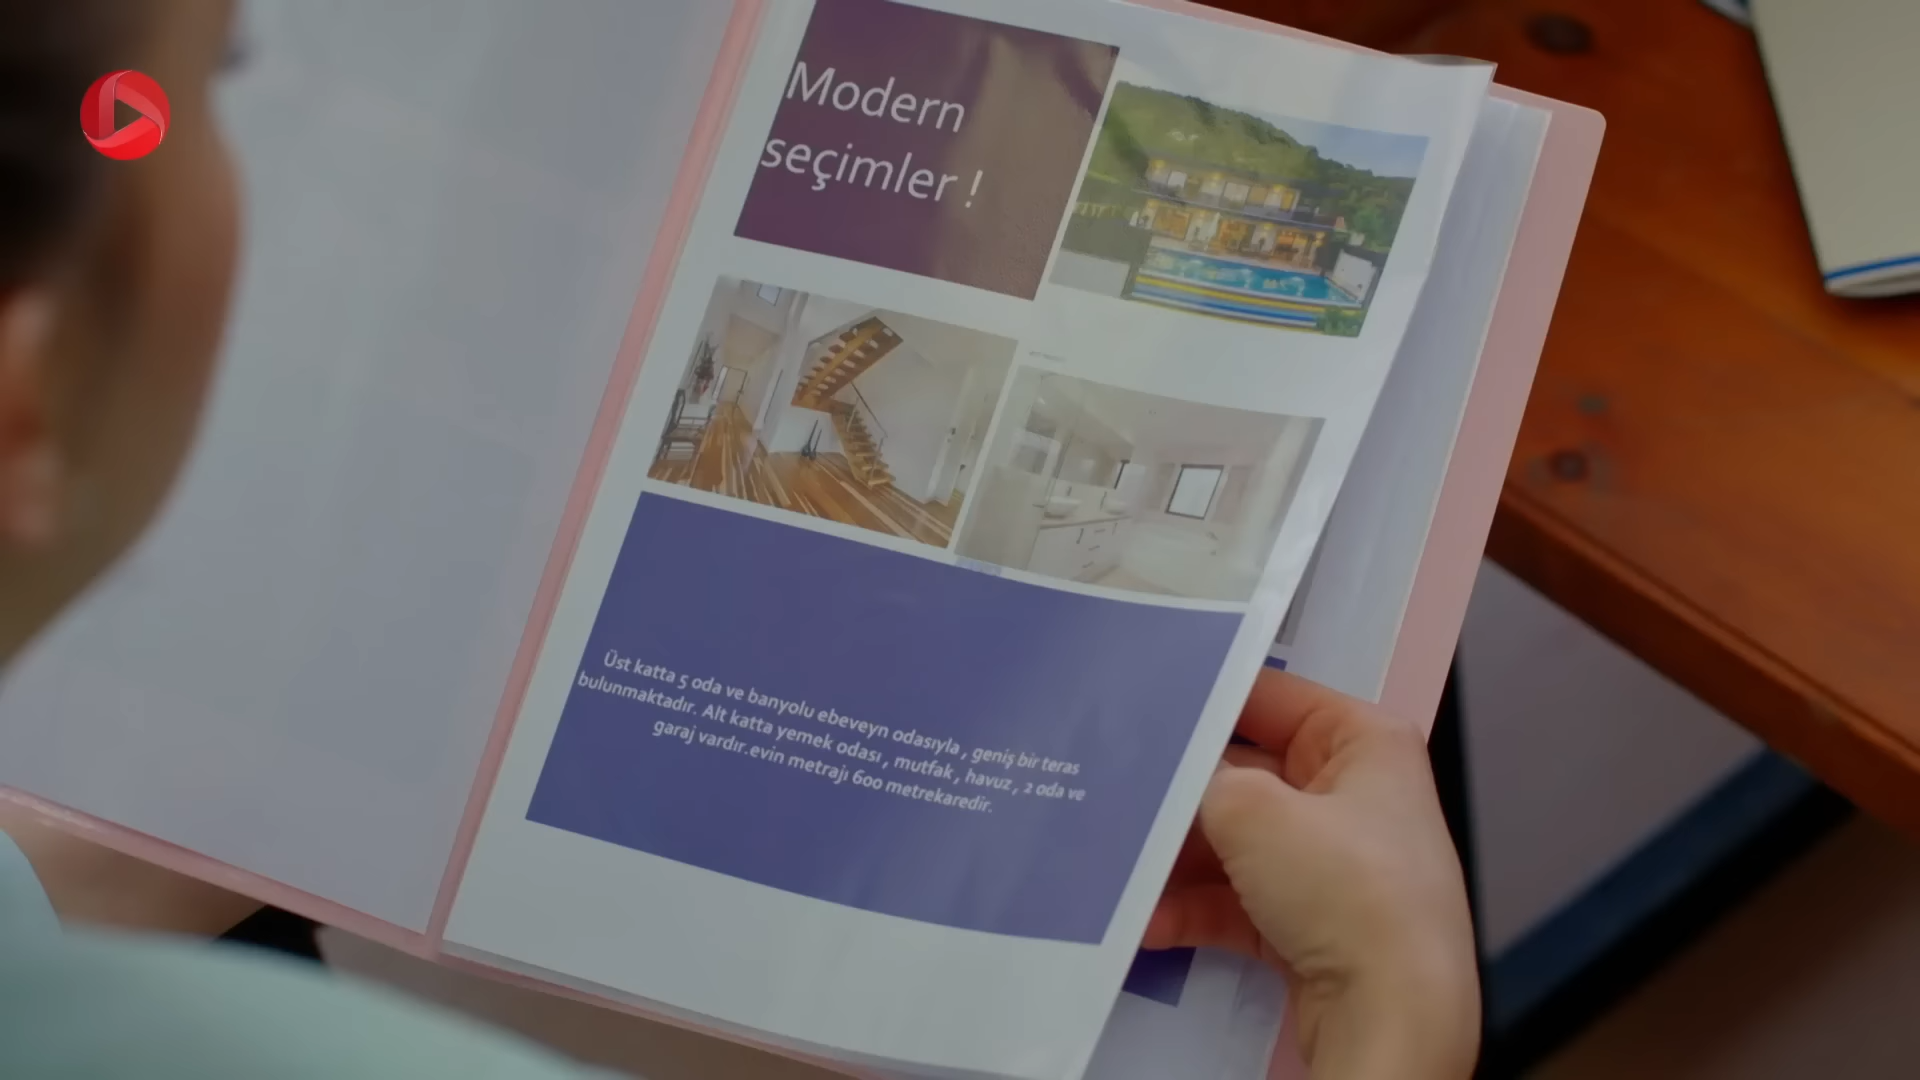 Modern
seçimler !
Üst katta 5 oda ve banyolu ebeveyn odasıyla , geniş bir teras
bulunmaktadır. Alt katta yemek odası , mutfak , havuz , 2 oda ve
garaj vardır.evin metrajı 600 metrekaredir.